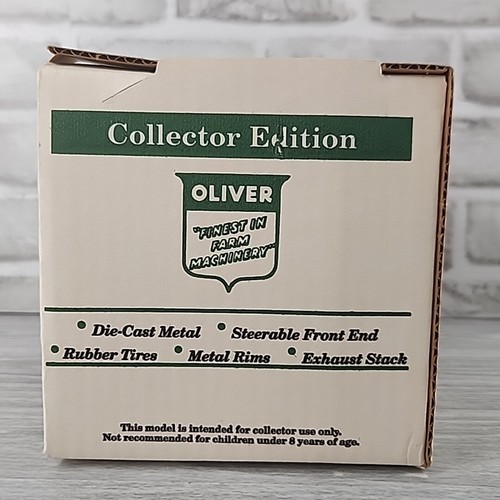 Collector Edition
OLIVER
"FINEST IN
FARM
MACHINERY"
• Die-Cast Metal • Steerable Front End
• Rubber Tires • Metal Rims • Exhaust Stack
This model is intended for collector use only.
Not recommended for children under 8 years of age.